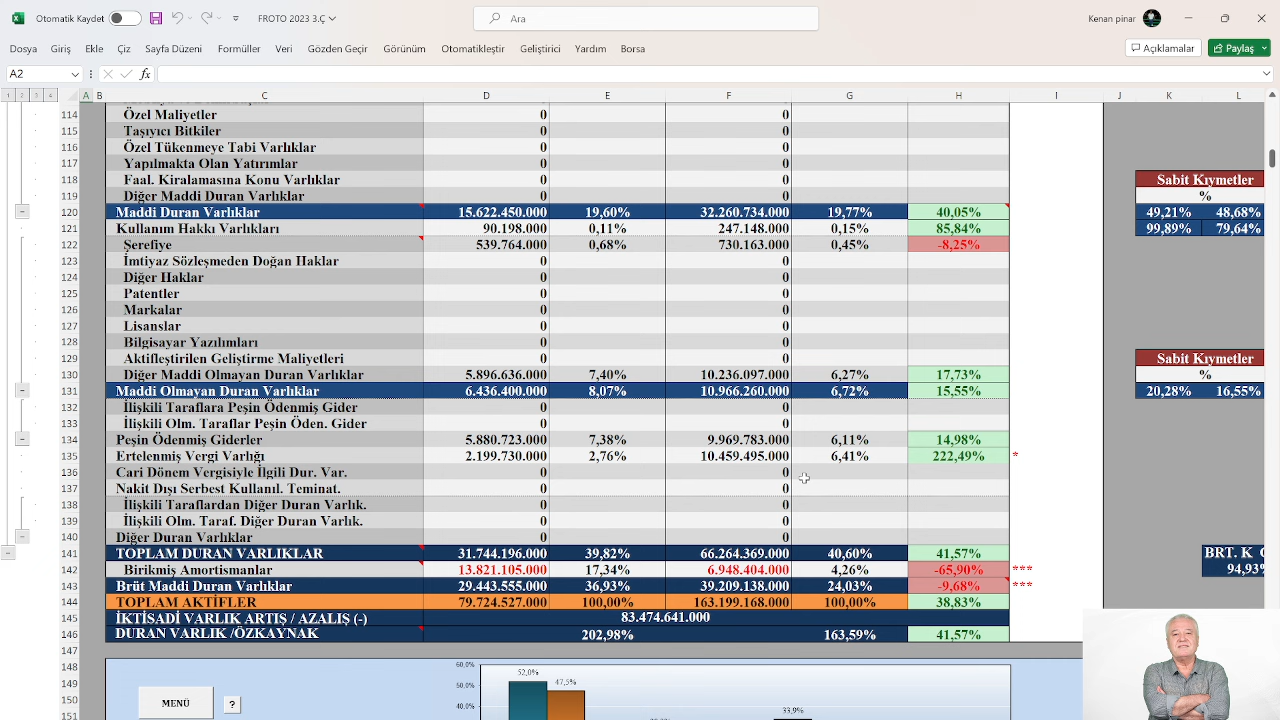 Otomatik Kaydet FROTO 2023 3.Ç Ara Kenan pinar
Dosya Giriş Ekle Çiz Sayfa Düzeni Formüller Veri Gözden Geçir Görünüm Otomatikleştir Geliştirici Yardım Borsa Açıklamalar Paylaş
A2 fx
1 2 3 4 A B C D E F G H I J K L
114 Özel Maliyetler 0 0
115 Taşıyıcı Bitkiler 0 0
116 Özel Tükenmeye Tabi Varlıklar 0 0
117 Yapılmakta Olan Yatırımlar 0 0
118 Faal. Kiralamasına Konu Varlıklar 0 0 Sabit Kıymetler
119 Diğer Maddi Duran Varlıklar 0 0 %
120 Maddi Duran Varlıklar 15.622.450.000 19,60% 32.260.734.000 19,77% 40,05% 49,21% 48,68%
121 Kullanım Hakkı Varlıkları 90.198.000 0,11% 247.148.000 0,15% 85,84% 99,89% 79,64%
122 Şerefiye 539.764.000 0,68% 730.163.000 0,45% -8,25%
123 İmtiyaz Sözleşmeden Doğan Haklar 0 0
124 Diğer Haklar 0 0
125 Patentler 0 0
126 Markalar 0 0
127 Lisanslar 0 0
128 Bilgisayar Yazılımları 0 0
129 Aktifleştirilen Geliştirme Maliyetleri 0 0 Sabit Kıymetler
130 Diğer Maddi Olmayan Duran Varlıklar 5.896.636.000 7,40% 10.236.097.000 6,27% 17,73% %
131 Maddi Olmayan Duran Varlıklar 6.436.400.000 8,07% 10.966.260.000 6,72% 15,55% 20,28% 16,55%
132 İlişkili Taraflara Peşin Ödenmiş Gider 0 0
133 İlişkili Olm. Taraflar Peşin Öden. Gider 0 0
134 Peşin Ödenmiş Giderler 5.880.723.000 7,38% 9.969.783.000 6,11% 14,98%
135 Ertelenmiş Vergi Varlığı 2.199.730.000 2,76% 10.459.495.000 6,41% 222,49% *
136 Cari Dönem Vergisiyle İlgili Dur. Var. 0 0
137 Nakit Dışı Serbest Kullanıl. Teminat. 0 0
138 İlişkili Taraflardan Diğer Duran Varlık. 0 0
139 İlişkili Olm. Taraf. Diğer Duran Varlık. 0 0
140 Diğer Duran Varlıklar 0 0
141 TOPLAM DURAN VARLIKLAR 31.744.196.000 39,82% 66.264.369.000 40,60% 41,57% BRT. K
142 Birikmiş Amortismanlar 13.821.105.000 17,34% 6.948.404.000 4,26% -65,90% *** 94,93%
143 Brüt Maddi Duran Varlıklar 29.443.555.000 36,93% 39.209.138.000 24,03% -9,68% ***
144 TOPLAM AKTİFLER 79.724.527.000 100,00% 163.199.168.000 100,00% 38,83%
145 İKTİSADİ VARLIK ARTIŞ / AZALIŞ (-) 83.474.641.000
146 DURAN VARLIK /ÖZKAYNAK 202,98% 163,59% 41,57%
147
148 60,0%
149 52,0% 47,5% 50,0%
150 MENÜ ? 40,0%
151 33,9%